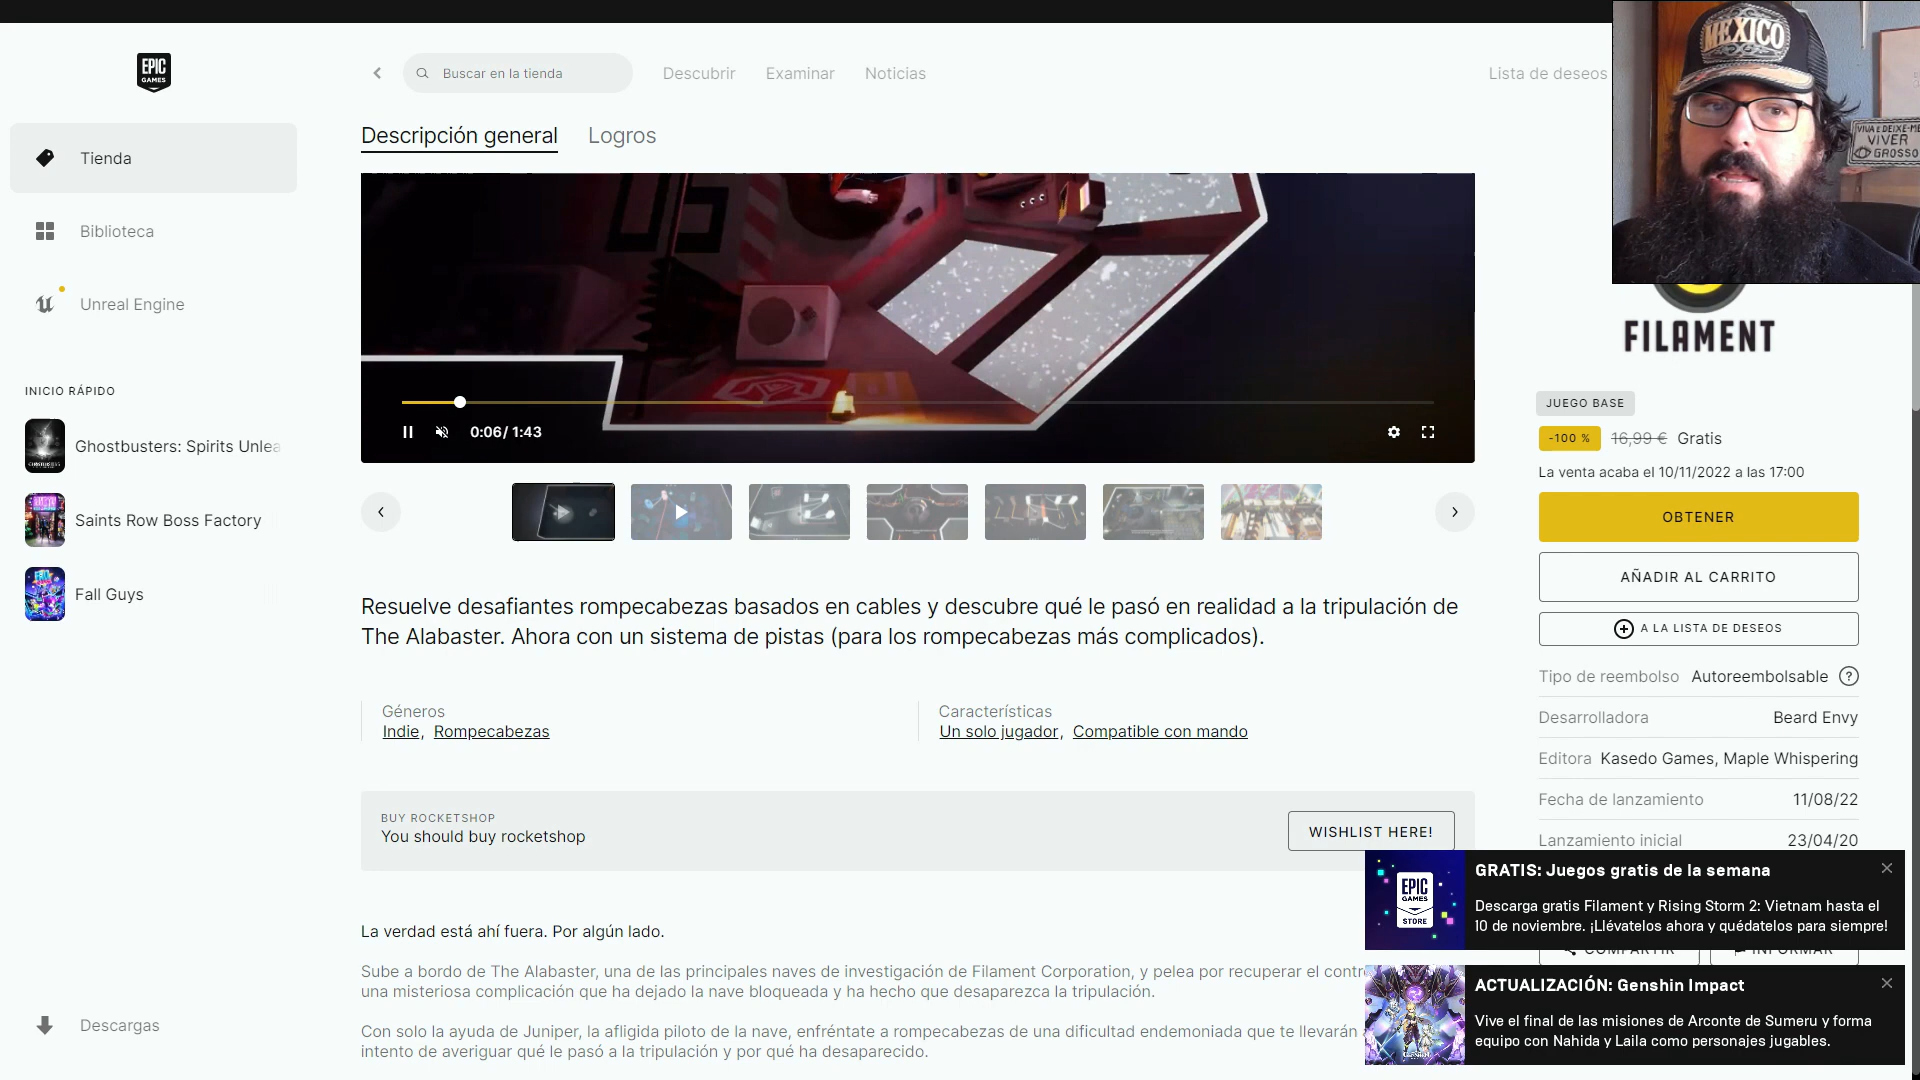 EPIC
GAMES
Buscar en la tienda
Descubrir
Examinar
Noticias
Lista de deseos
MEXICO
VIVA E DEIXE-ME
VIVER
GROSSO
Tienda
Biblioteca
Unreal Engine
INICIO RÁPIDO
Ghostbusters: Spirits Unlea
Saints Row Boss Factory
Fall Guys
Descargas
Descripción general
Logros
0:06/ 1:43
Resuelve desafiantes rompecabezas basados en cables y descubre qué le pasó en realidad a la tripulación de
The Alabaster. Ahora con un sistema de pistas (para los rompecabezas más complicados).
Géneros
Indie, Rompecabezas
Características
Un solo jugador, Compatible con mando
BUY ROCKETSHOP
You should buy rocketshop
WISHLIST HERE!
La verdad está ahí fuera. Por algún lado.
Sube a bordo de The Alabaster, una de las principales naves de investigación de Filament Corporation, y pelea por recuperar el contr
una misteriosa complicación que ha dejado la nave bloqueada y ha hecho que desaparezca la tripulación.
Con solo la ayuda de Juniper, la afligida piloto de la nave, enfréntate a rompecabezas de una dificultad endemoniada que te llevarán
intento de averiguar qué le pasó a la tripulación y por qué ha desaparecido.
FILAMENT
JUEGO BASE
-100 % 16,99 € Gratis
La venta acaba el 10/11/2022 a las 17:00
OBTENER
AÑADIR AL CARRITO
A LA LISTA DE DESEOS
Tipo de reembolso Autoreembolsable ?
Desarrolladora Beard Envy
Editora Kasedo Games, Maple Whispering
Fecha de lanzamiento 11/08/22
Lanzamiento inicial 23/04/20
EPIC
GAMES
STORE
GRATIS: Juegos gratis de la semana
Descarga gratis Filament y Rising Storm 2: Vietnam hasta el
10 de noviembre. ¡Llévatelos ahora y quédatelos para siempre!
COMPARTIR
INFORMAR
ACTUALIZACIÓN: Genshin Impact
Vive el final de las misiones de Arconte de Sumeru y forma
equipo con Nahida y Laila como personajes jugables.